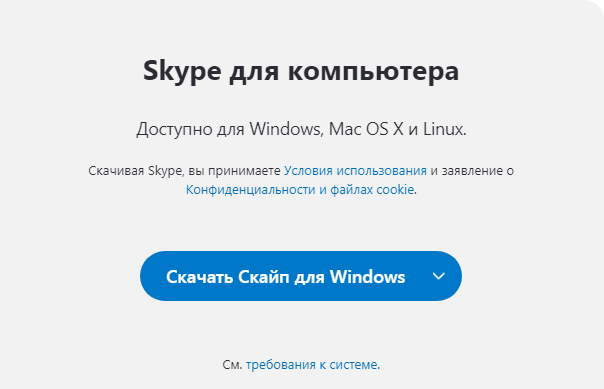 Skype для компьютера
Доступно для Windows, Mac OS X и Linux.
Скачивая Skype, вы принимаете Условия использования и заявление о
Конфиденциальности и файлах cookie.
Скачать Скайп для Windows
См. требования к системе.